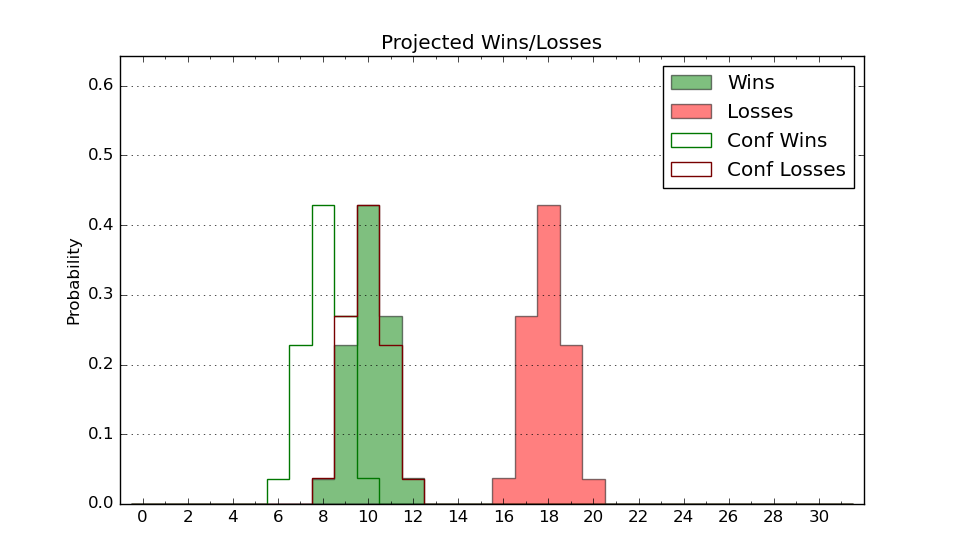 Projected Wins/Losses
Wins
Losses
Conf Wins
Conf Losses
Probability
0.6
0.5
0.4
0.3
0.2
0.1
0.0
0 2 4 6 8 10 12 14 16 18 20 22 24 26 28 30